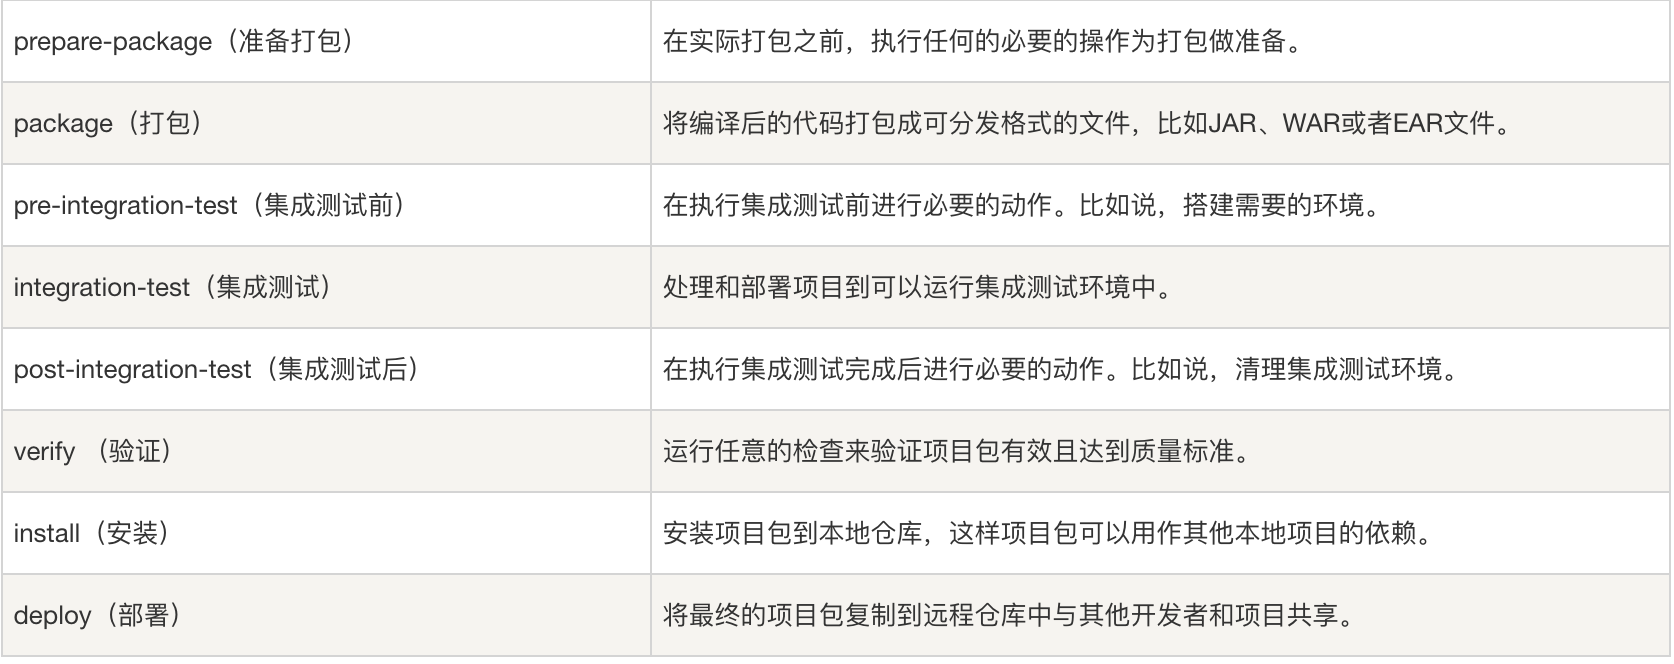 prepare-package（准备打包）
在实际打包之前，执行任何的必要的操作为打包做准备。
package（打包）
将编译后的代码打包成可分发格式的文件，比如JAR、WAR或者EAR文件。
pre-integration-test（集成测试前）
在执行集成测试前进行必要的动作。比如说，搭建需要的环境。
integration-test（集成测试）
处理和部署项目到可以运行集成测试环境中。
post-integration-test（集成测试后）
在执行集成测试完成后进行必要的动作。比如说，清理集成测试环境。
verify （验证）
运行任意的检查来验证项目包有效且达到质量标准。
install（安装）
安装项目包到本地仓库，这样项目包可以用作其他本地项目的依赖。
deploy（部署）
将最终的项目包复制到远程仓库中与其他开发者和项目共享。